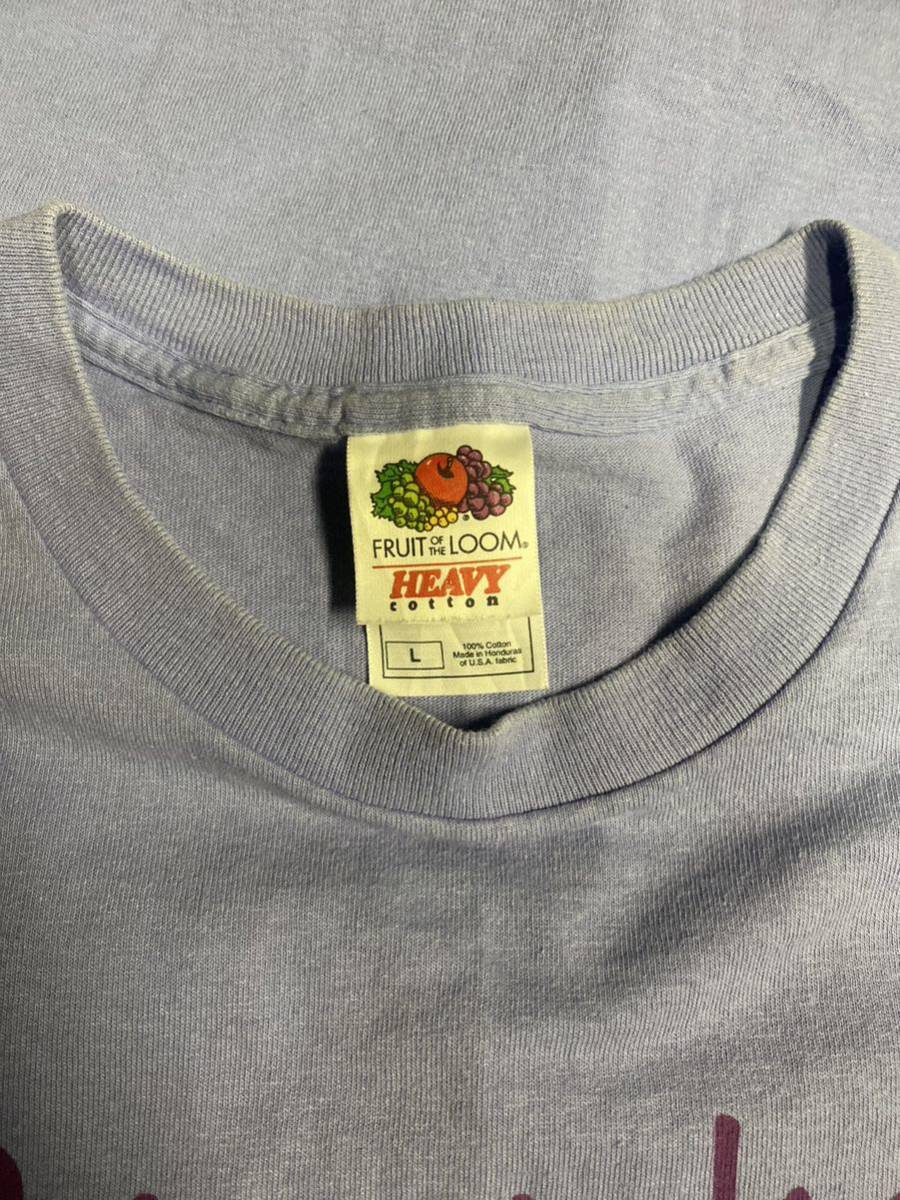 FRUIT OF THE LOOM®
HEAVY
cotton
L
100% Cotton
Made in Honduras
of U.S.A. fabric